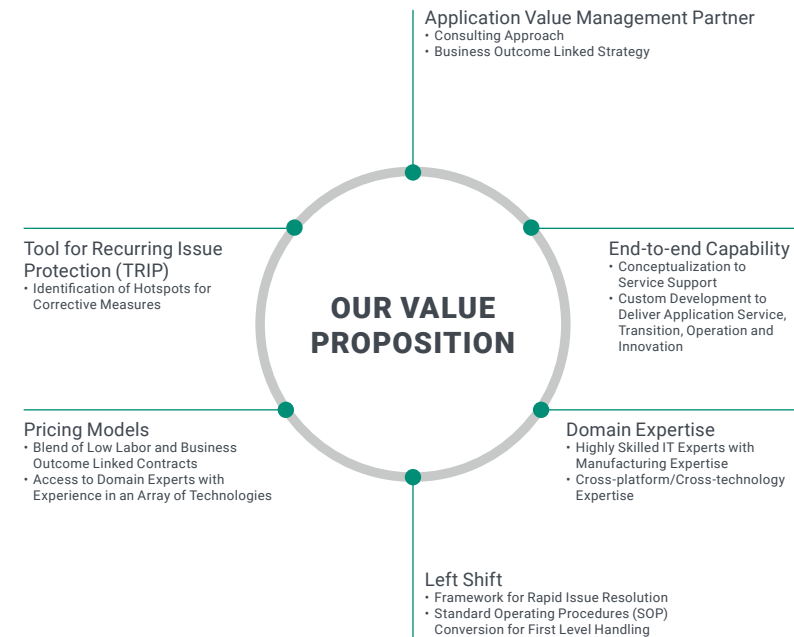 Application Value Management Partner
• Consulting Approach
• Business Outcome Linked Strategy
Tool for Recurring Issue
Protection (TRIP)
• Identification of Hotspots for
Corrective Measures
End-to-end Capability
• Conceptualization to
Service Support
• Custom Development to
Deliver Application Service,
Transition, Operation and
Innovation
OUR VALUE
PROPOSITION
Pricing Models
• Blend of Low Labor and Business
Outcome Linked Contracts
• Access to Domain Experts with
Experience in an Array of Technologies
Domain Expertise
• Highly Skilled IT Experts with
Manufacturing Expertise
• Cross-platform/Cross-technology
Expertise
Left Shift
• Framework for Rapid Issue Resolution
• Standard Operating Procedures (SOP)
Conversion for First Level Handling